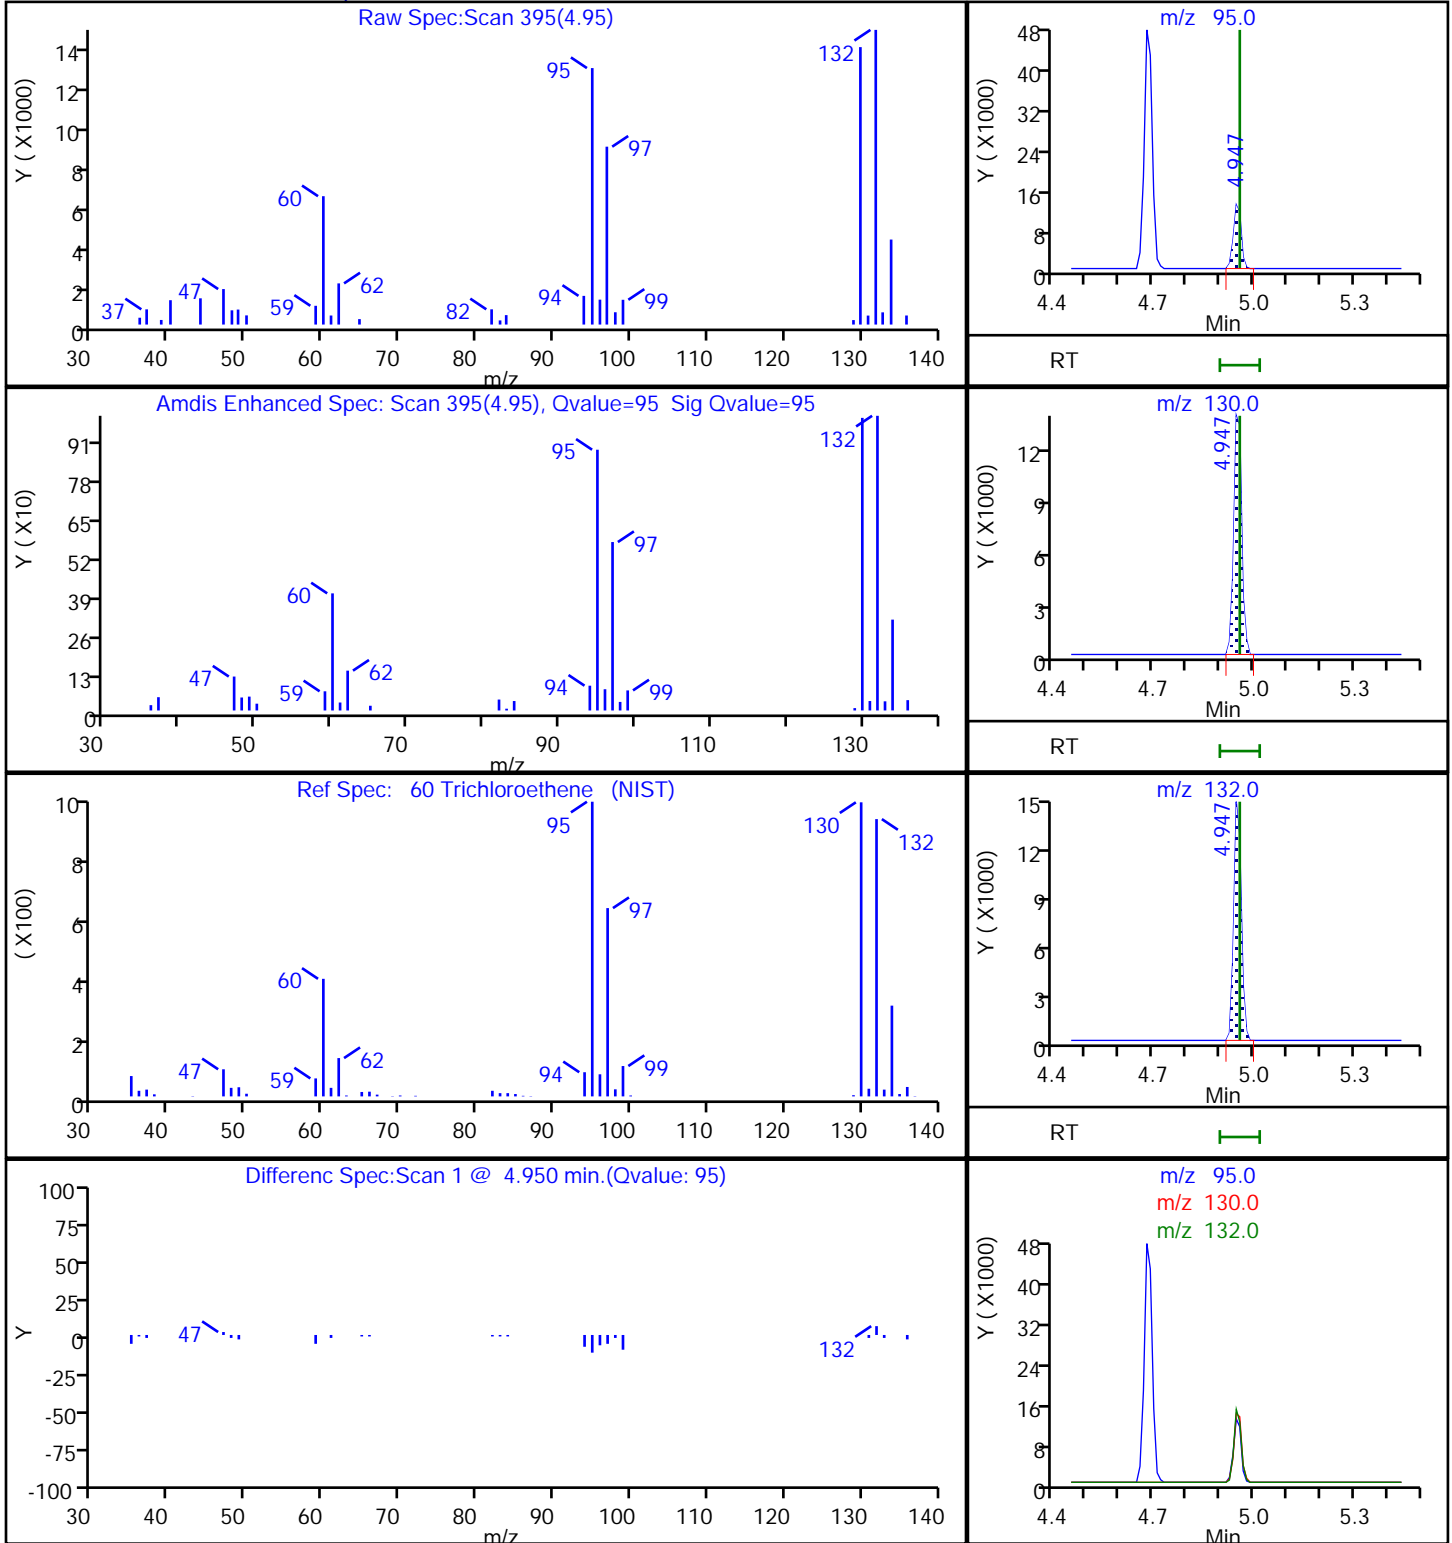 Raw Spec:Scan 395(4.95)
Y ( X1000)
14
12
10
8
6
4
2
0
132
95
97
60
62
47
59
37
82
94
99
30 40 50 60 70 80 90 100 110 120 130 140
m/z
m/z 95.0
Y ( X1000)
48
40
32
24
16
8
0
4.947
4.4 4.7 5.0 5.3
Min
RT
Amdis Enhanced Spec: Scan 395(4.95), Qvalue=95 Sig Qvalue=95
Y ( X10)
91
78
65
52
39
26
13
0
132
95
97
60
47
59
62
94
99
30 50 70 90 110 130
m/z
m/z 130.0
Y ( X1000)
12
9
6
3
0
4.947
4.4 4.7 5.0 5.3
Min
RT
Ref Spec: 60 Trichloroethene (NIST)
( X100)
10
8
6
4
2
0
95
130
132
97
60
47
59
62
94
99
30 40 50 60 70 80 90 100 110 120 130 140
m/z 132.0
Y ( X1000)
15
12
9
6
3
0
4.947
4.4 4.7 5.0 5.3
Min
RT
Differenc Spec:Scan 1 @ 4.950 min.(Qvalue: 95)
Y
100
75
50
25
0
-25
-50
-75
-100
47
132
30 40 50 60 70 80 90 100 110 120 130 140
m/z
m/z 95.0
m/z 130.0
m/z 132.0
Y ( X1000)
48
40
32
24
16
8
0
4.4 4.7 5.0 5.3
Min